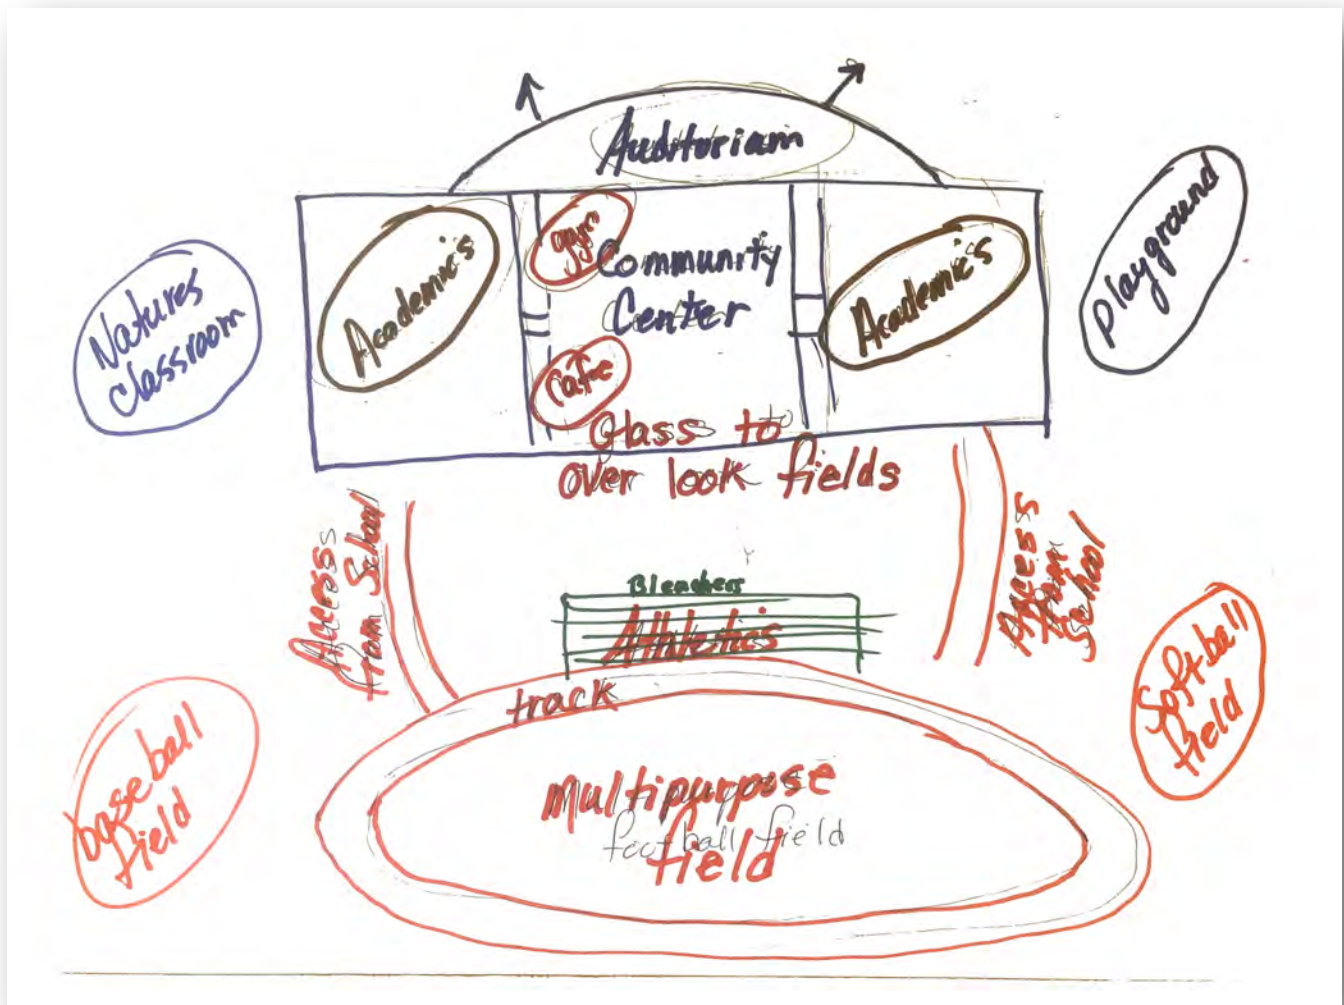 Auditorium
gym
Community
Center
Academic's
Academic's
Playground
Natures
classroom
Cafe
Glass to
over look fields
Access
from School
Access
from
School
Bleachers
Athletics
track
Softball
field
baseball
field
Multipurpose
football field
field